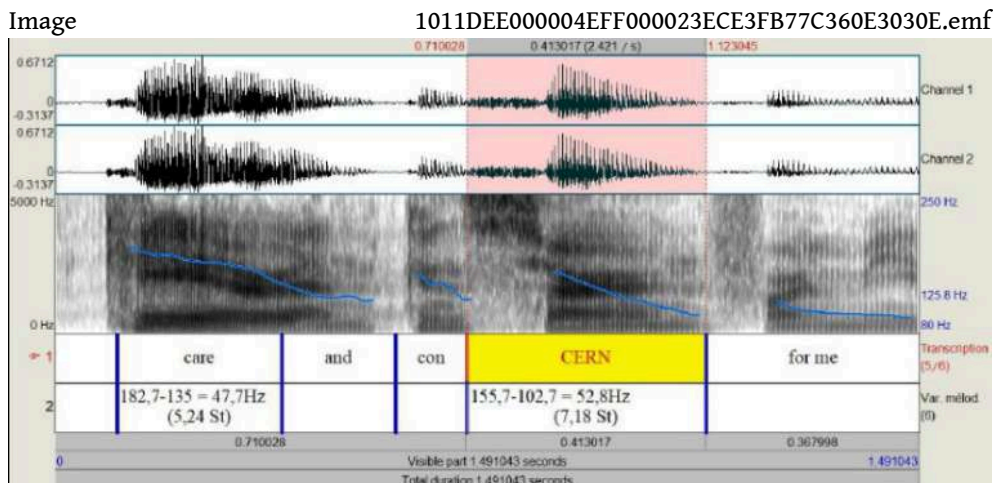 Image 1011DEE000004EFF000023ECE3FB77C360E3030E.emf
0.710028 0.413017 (2.421 / s) 1.123045
0.6712
0
-0.3137
Channel 1
0.6712
0
-0.3137
Channel 2
5000 Hz 250 Hz
125.8 Hz
0 Hz 80 Hz
1 care and con CERN for me Transcription
(5/6)
2 182,7-135 = 47,7Hz 155,7-102,7 = 52,8Hz Var. mélod.
(5,24 St) (7,18 St) (6)
0.710028 0.413017 0.367998
0 Visible part 1.491043 seconds 1.491043
Total duration 1.491043 seconds